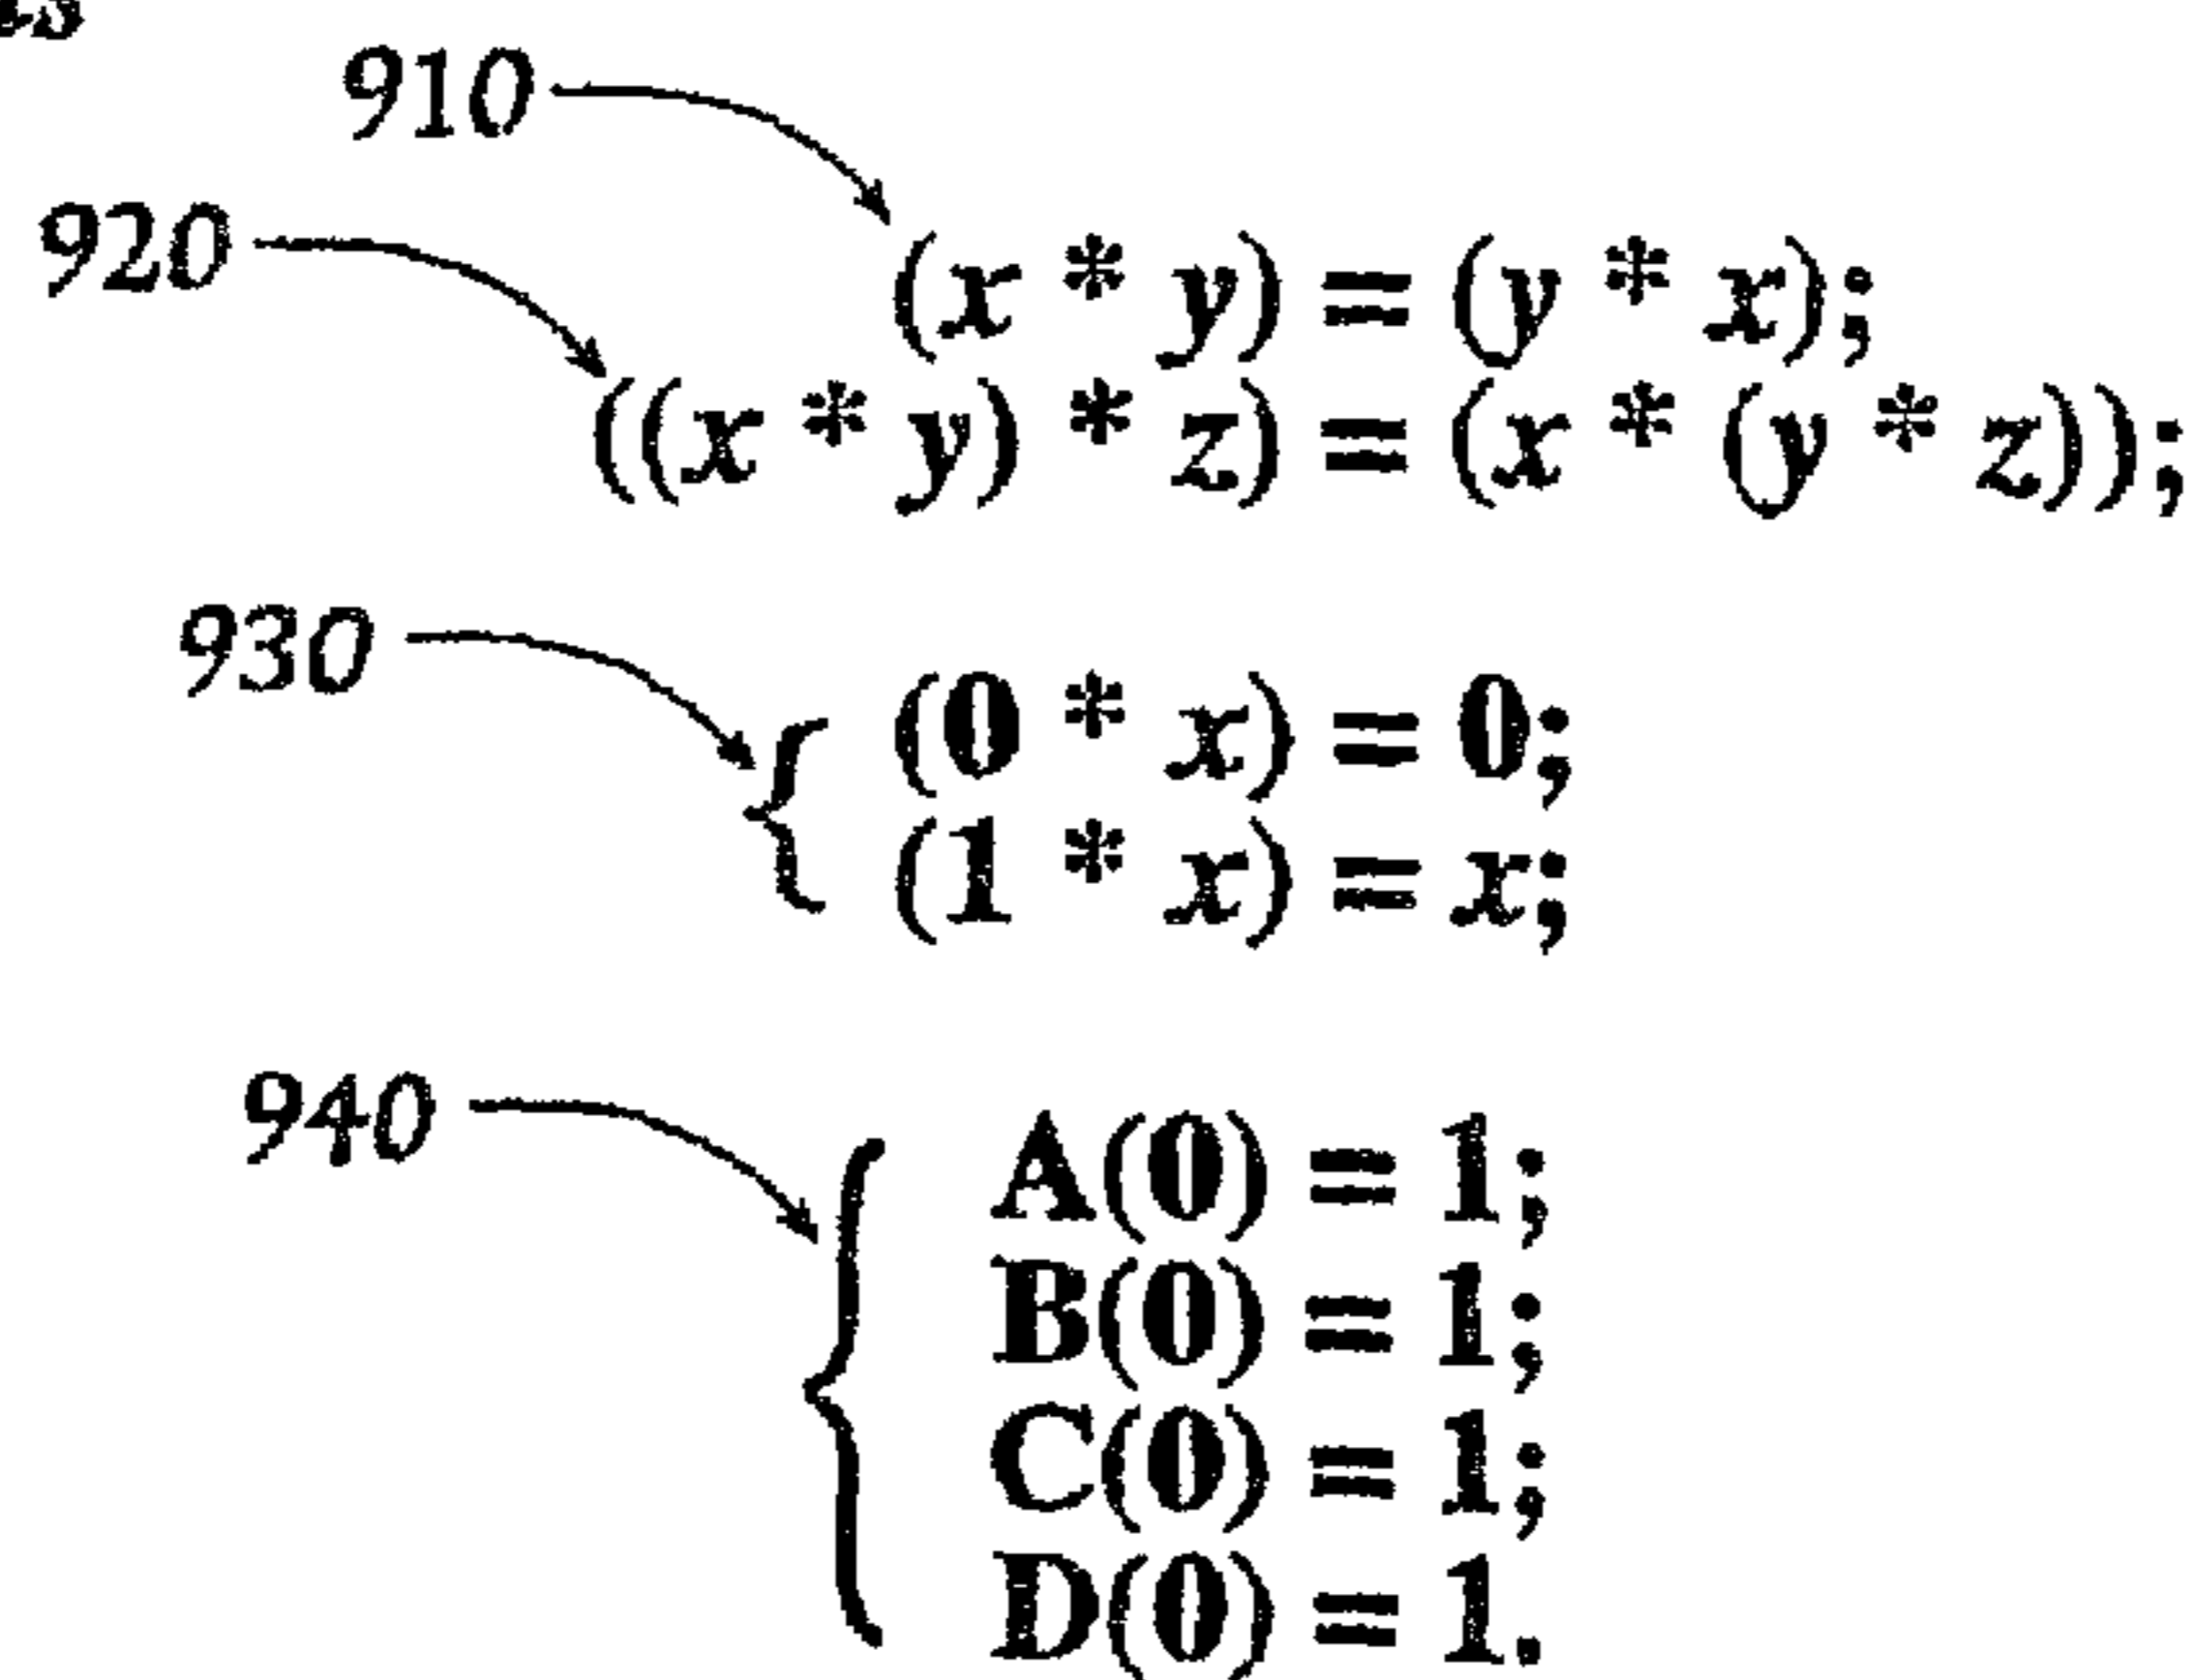 910
(x * y) = (y * x);
920
((x * y) * z) = (x * (y * z));
930
(0 * x) = 0;
(1 * x) = x;
940
A(0) = 1;
B(0) = 1;
C(0) = 1;
D(0) = 1.